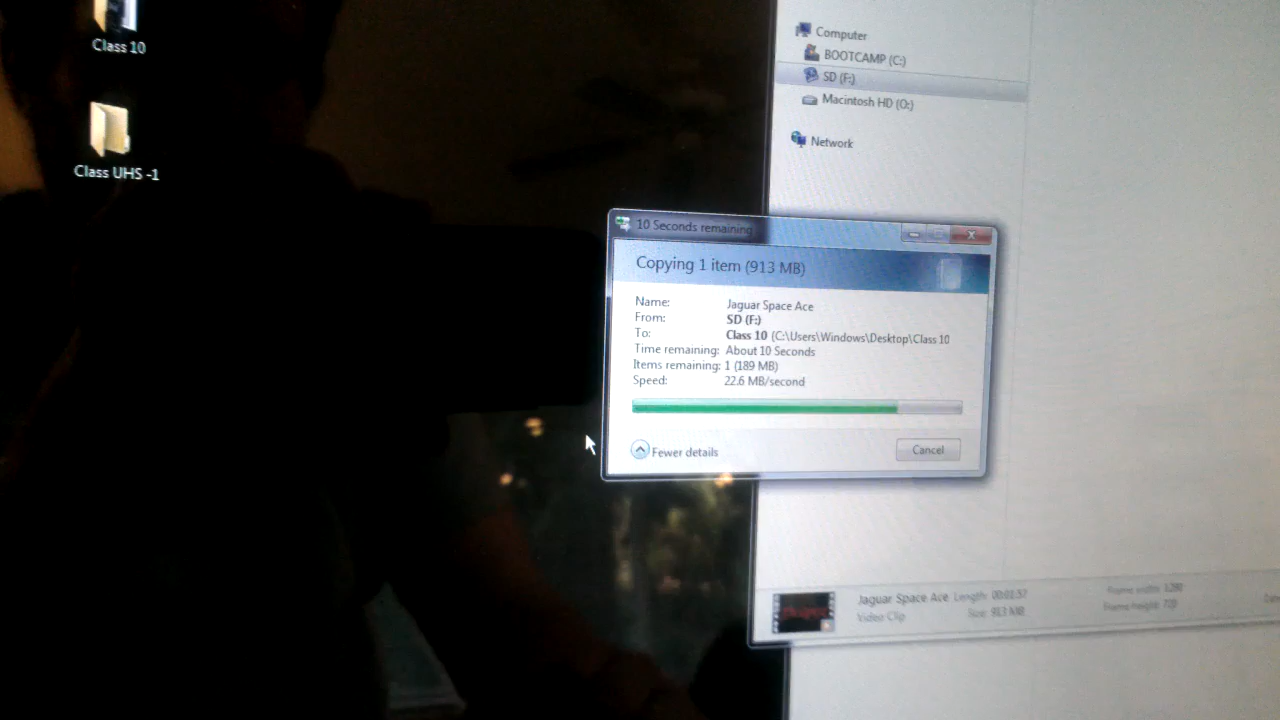 Class 10
Class UHS -1
Computer
BOOTCAMP (C:)
SD (F:)
Macintosh HD (O:)
Network
10 Seconds remaining
Copying 1 item (913 MB)
Name: Jaguar Space Ace
From: SD (F:)
To: Class 10 (C:\Users\Windows\Desktop\Class 10
Time remaining: About 10 Seconds
Items remaining: 1 (189 MB)
Speed: 22.6 MB/second
Fewer details
Cancel
Jaguar Space Ace Length: 00:01:57 Frame width: 1280
Video Clip Size: 913 MB Frame height: 720